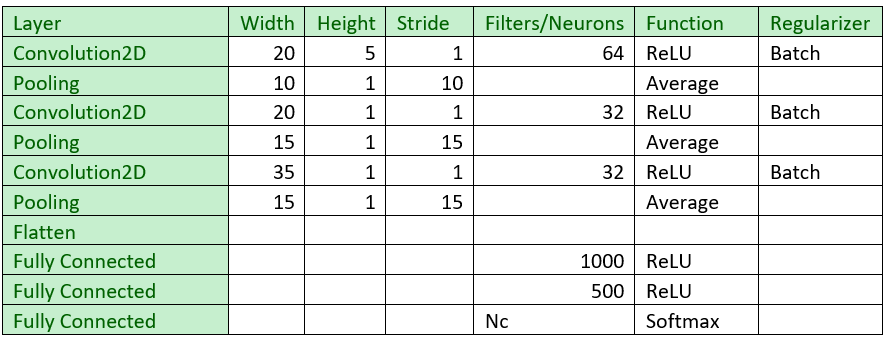 Layer Width Height Stride Filters/Neurons Function Regularizer
Convolution2D 20 5 1 64 ReLU Batch
Pooling 10 1 10 Average
Convolution2D 20 1 1 32 ReLU Batch
Pooling 15 1 15 Average
Convolution2D 35 1 1 32 ReLU Batch
Pooling 15 1 15 Average
Flatten
Fully Connected 1000 ReLU
Fully Connected 500 ReLU
Fully Connected Nc Softmax